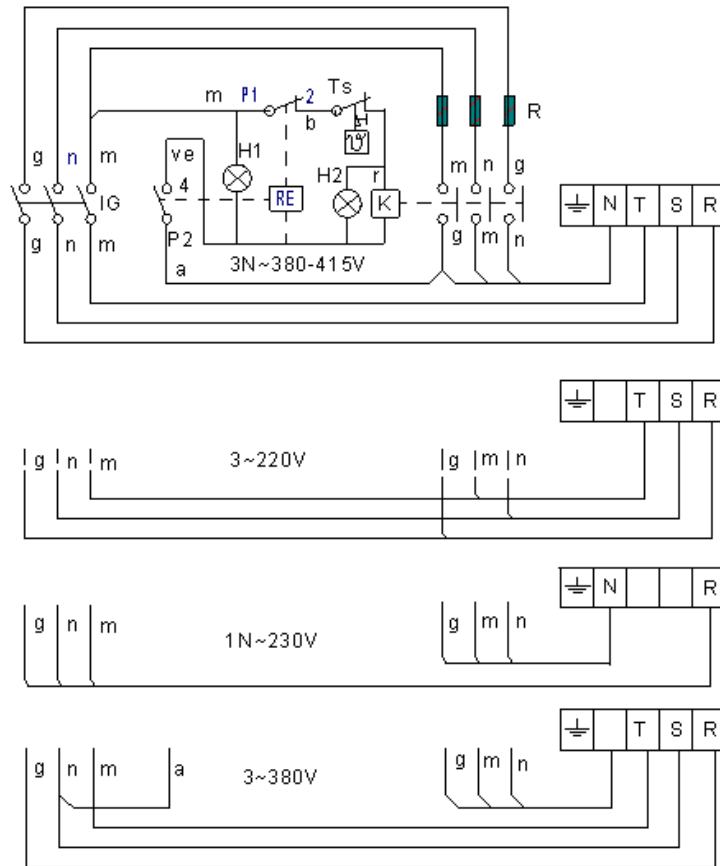 m P1 2 Ts
b R
g n m ve H1 H2 r m n g
4 RE K
IG N T S R
g n m P2 g m n
a 3N~380-415V
T S R
g n m 3~220V g m n
N R
g n m 1N~230V g m n
T S R
g n m a 3~380V g m n